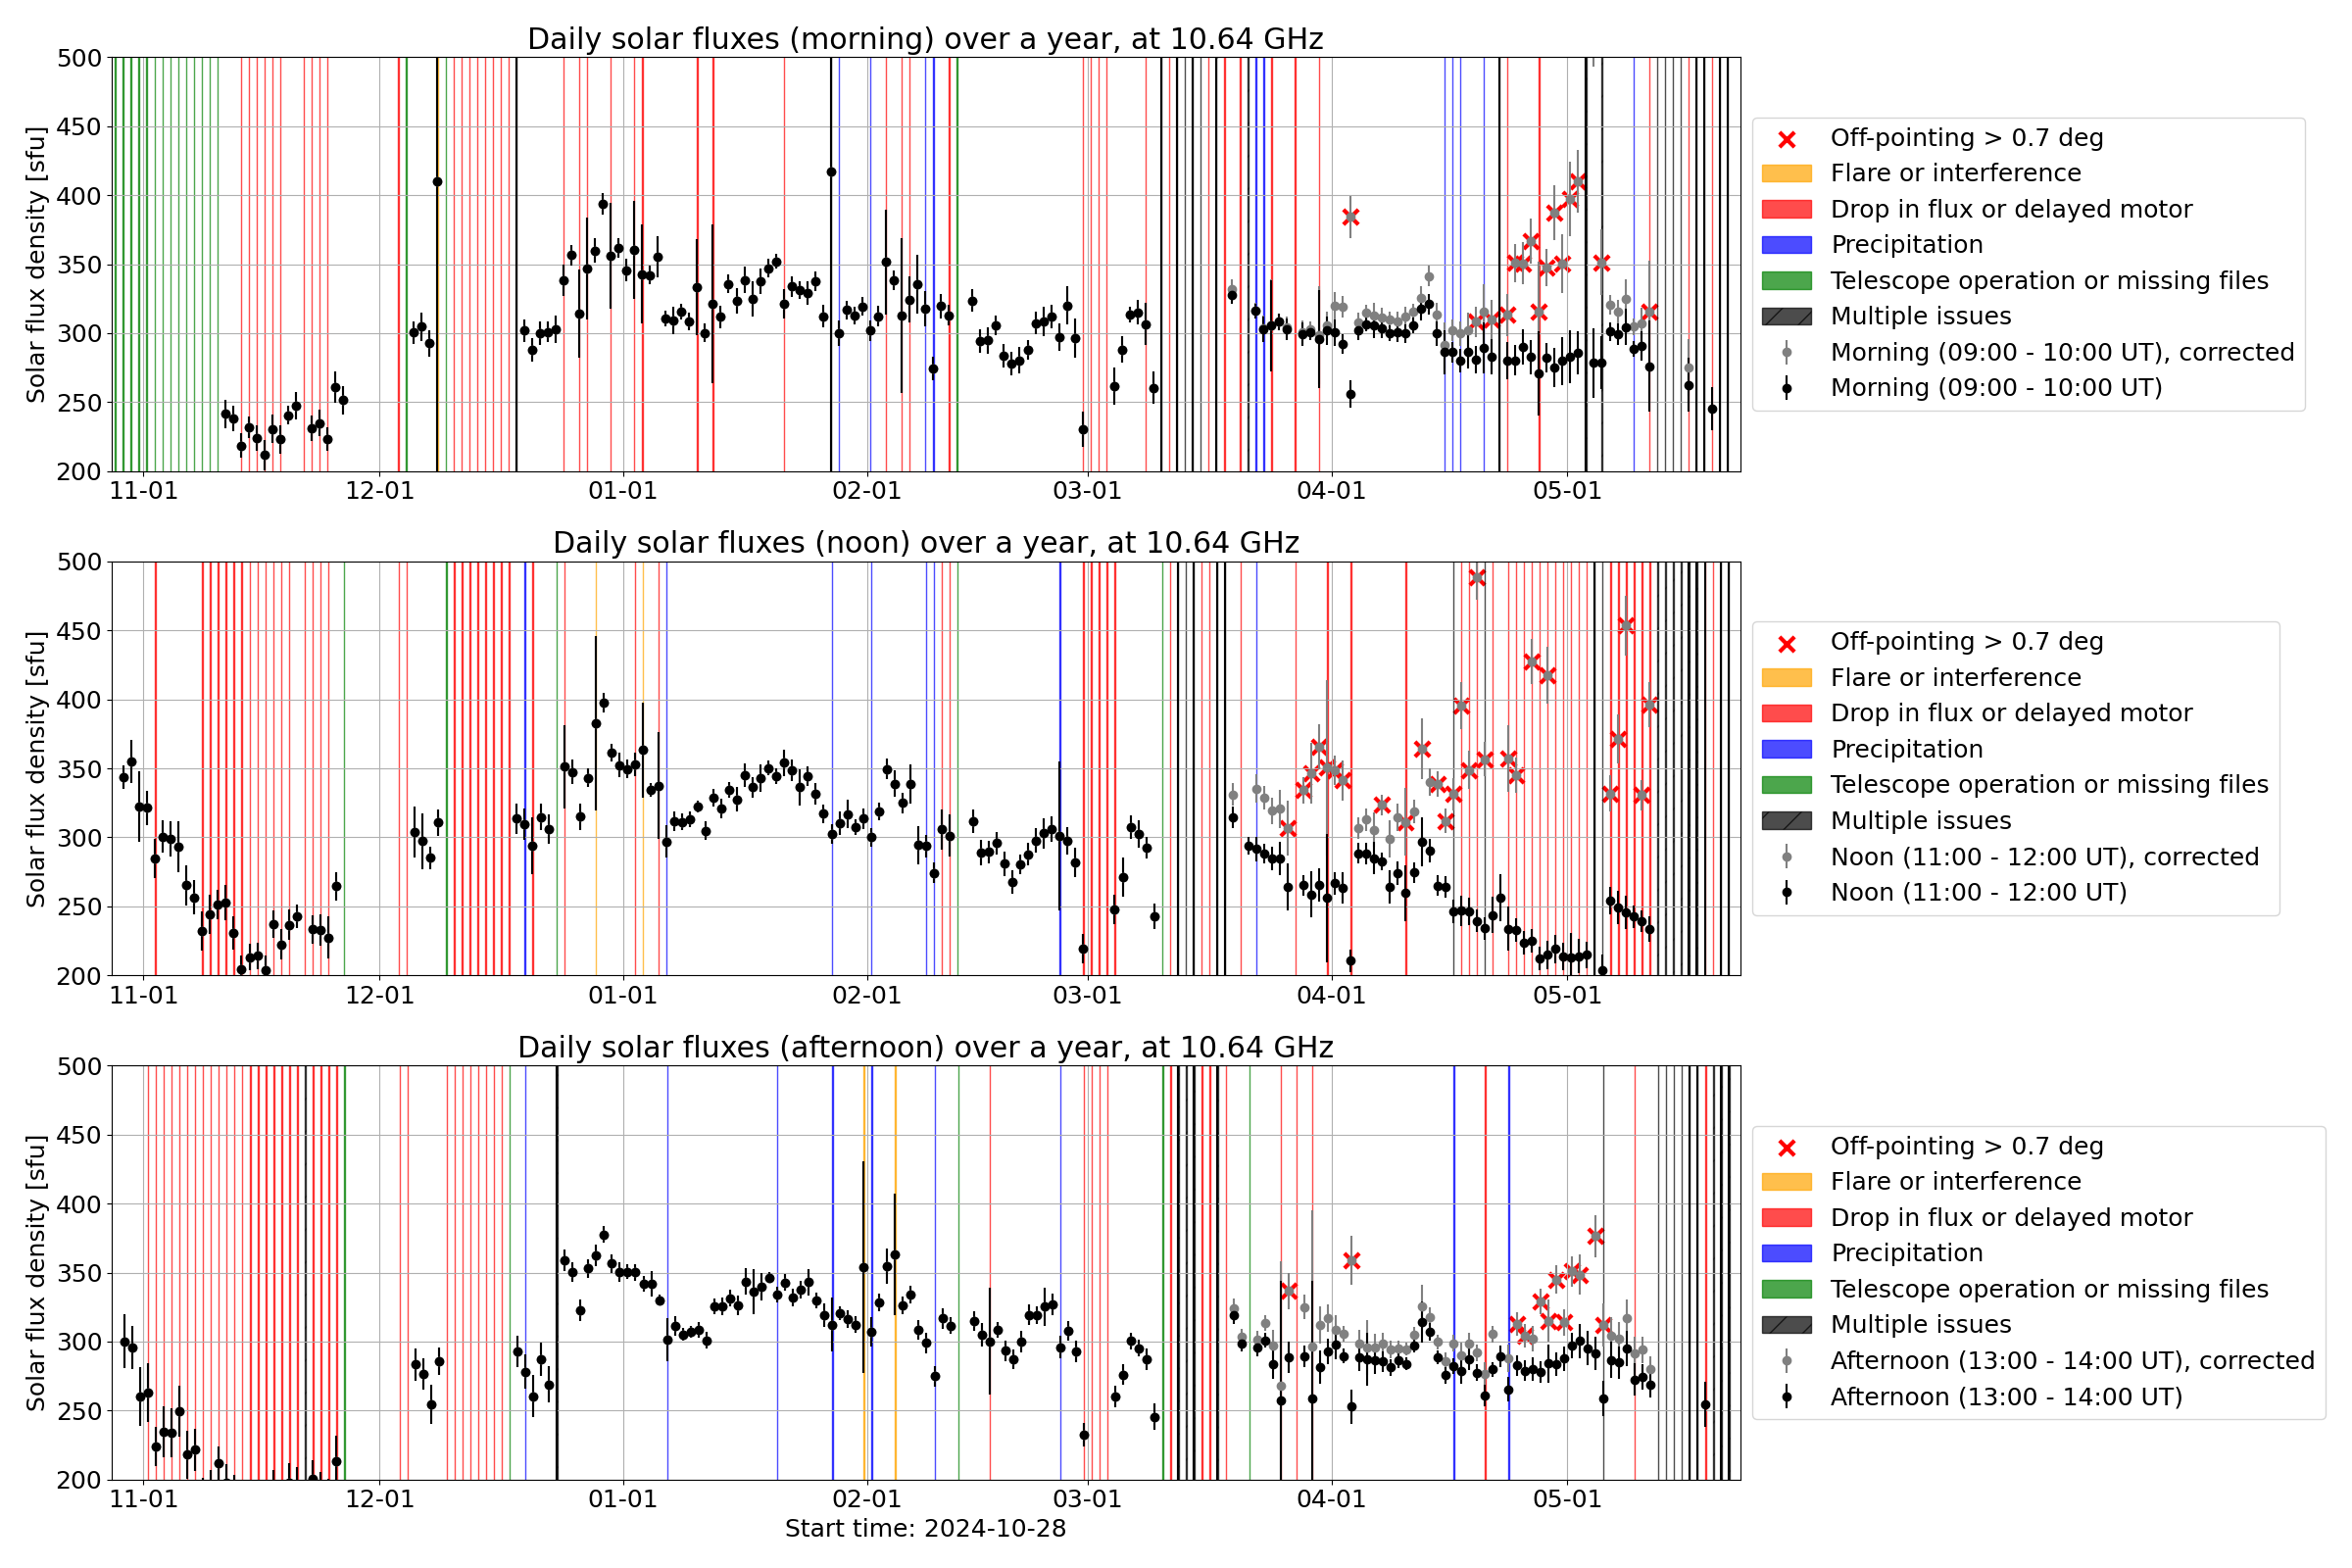 Daily solar fluxes (morning) over a year, at 10.64 GHz
Solar flux density [sfu]
500
450
400
350
300
250
200
11-01
12-01
01-01
02-01
03-01
04-01
05-01
Off-pointing > 0.7 deg
Flare or interference
Drop in flux or delayed motor
Precipitation
Telescope operation or missing files
Multiple issues
Morning (09:00 - 10:00 UT), corrected
Morning (09:00 - 10:00 UT)
Daily solar fluxes (noon) over a year, at 10.64 GHz
Solar flux density [sfu]
500
450
400
350
300
250
200
11-01
12-01
01-01
02-01
03-01
04-01
05-01
Off-pointing > 0.7 deg
Flare or interference
Drop in flux or delayed motor
Precipitation
Telescope operation or missing files
Multiple issues
Noon (11:00 - 12:00 UT), corrected
Noon (11:00 - 12:00 UT)
Daily solar fluxes (afternoon) over a year, at 10.64 GHz
Solar flux density [sfu]
500
450
400
350
300
250
200
11-01
12-01
01-01
02-01
03-01
04-01
05-01
Start time: 2024-10-28
Off-pointing > 0.7 deg
Flare or interference
Drop in flux or delayed motor
Precipitation
Telescope operation or missing files
Multiple issues
Afternoon (13:00 - 14:00 UT), corrected
Afternoon (13:00 - 14:00 UT)